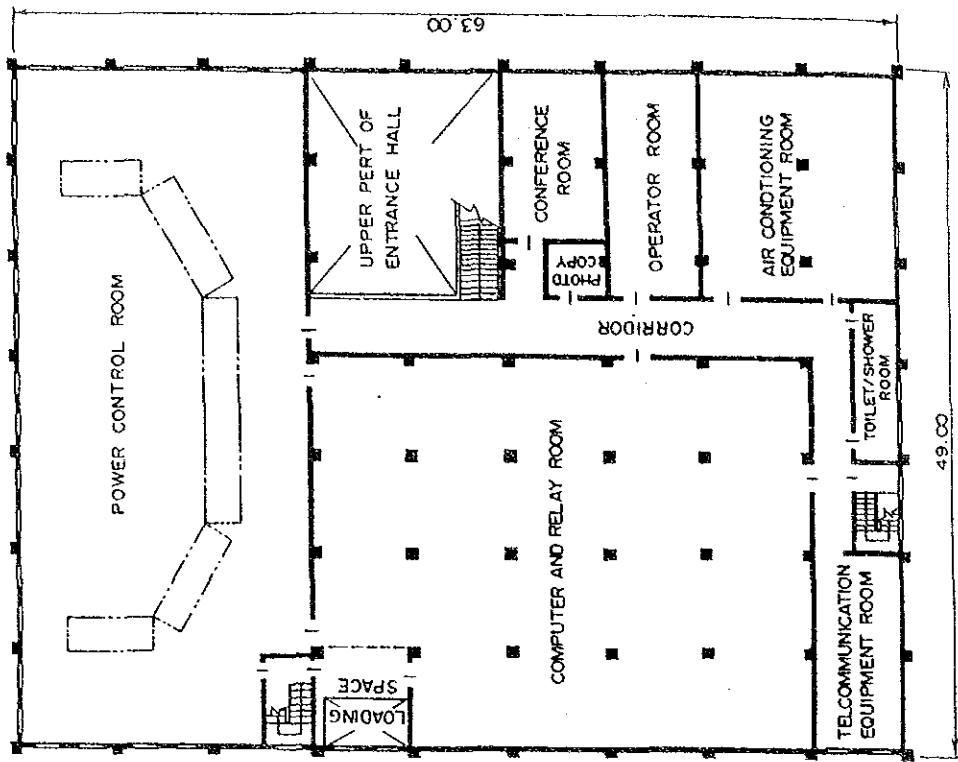 63.00
POWER CONTROL ROOM
UPPER PERT OF
ENTRANCE HALL
CONFERENCE
ROOM
PHOTO
COPY
OPERATOR ROOM
AIR CONDTIONING
EQUIPMENT ROOM
CORRIDOR
TOILET/SHOWER
ROOM
COMPUTER AND RELAY ROOM
LOADING
SPACE
TELCOMMUNICATION
EQUIPMENT ROOM
49.00